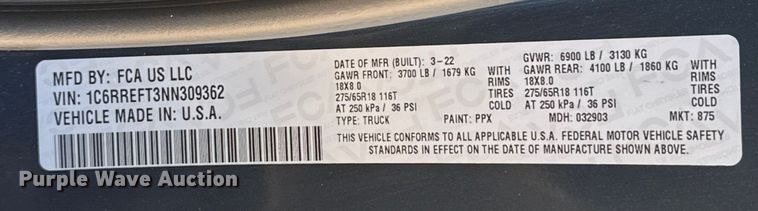 MFD BY: FCA US LLC
VIN: 1C6RREFT3NN309362
VEHICLE MADE IN: U.S.A.
DATE OF MFR (BUILT): 3-22 GVWR: 6900 LB / 3130 KG
GAWR FRONT: 3700 LB / 1679 KG WITH GAWR REAR: 4100 LB / 1860 KG WITH
18X8.0 RIMS 18X8.0 RIMS
275/65R18 116T TIRES 275/65R18 116T TIRES
AT 250 kPa / 36 PSI COLD AT 250 kPa / 36 PSI COLD
TYPE: TRUCK PAINT: PPX MDH: 032903 MKT: 875
THIS VEHICLE CONFORMS TO ALL APPLICABLE U.S.A. FEDERAL MOTOR VEHICLE SAFETY
STANDARDS IN EFFECT ON THE DATE OF MANUFACTURE SHOWN ABOVE
Purple Wave Auction